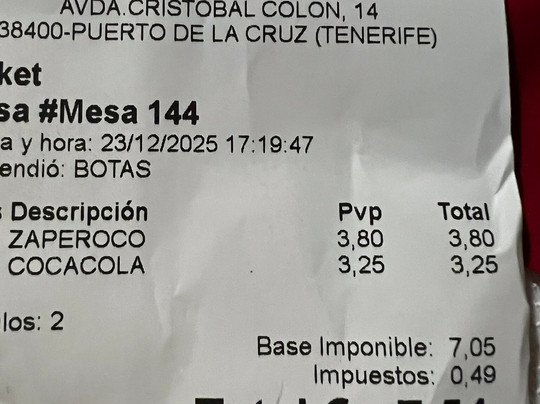 AVDA.CRISTOBAL COLON, 14
38400-PUERTO DE LA CRUZ (TENERIFE)
ket
sa #Mesa 144
a y hora: 23/12/2025 17:19:47
endió: BOTAS
s Descripción Pvp Total
ZAPEROCO 3,80 3,80
COCACOLA 3,25 3,25
los: 2
Base Imponible: 7,05
Impuestos: 0,49